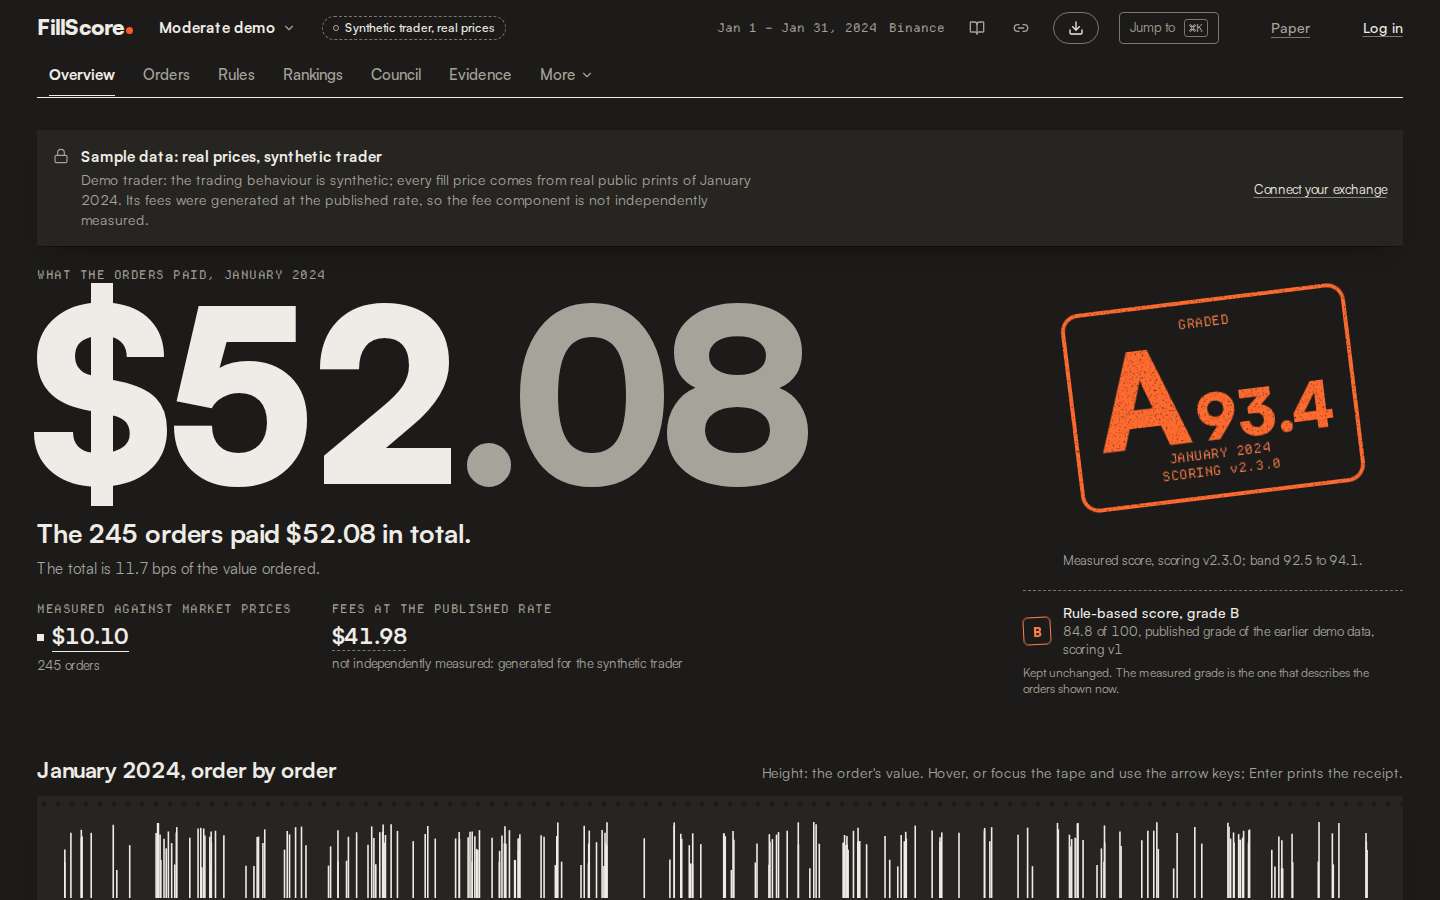 FillScore. Moderate demo Synthetic trader, real prices Jan 1 – Jan 31, 2024 Binance Jump to ⌘K Paper Log in
Overview Orders Rules Rankings Council Evidence More
Sample data: real prices, synthetic trader
Demo trader: the trading behaviour is synthetic; every fill price comes from real public prints of January
2024. Its fees were generated at the published rate, so the fee component is not independently
measured.
Connect your exchange
WHAT THE ORDERS PAID, JANUARY 2024
$52.08
The 245 orders paid $52.08 in total.
The total is 11.7 bps of the value ordered.
MEASURED AGAINST MARKET PRICES
$10.10
245 orders
FEES AT THE PUBLISHED RATE
$41.98
not independently measured: generated for the synthetic trader
GRADED
A 93.4
JANUARY 2024
SCORING v2.3.0
Measured score, scoring v2.3.0; band 92.5 to 94.1.
B
Rule-based score, grade B
84.8 of 100, published grade of the earlier demo data,
scoring v1
Kept unchanged. The measured grade is the one that describes the
orders shown now.
January 2024, order by order
Height: the order's value. Hover, or focus the tape and use the arrow keys; Enter prints the receipt.